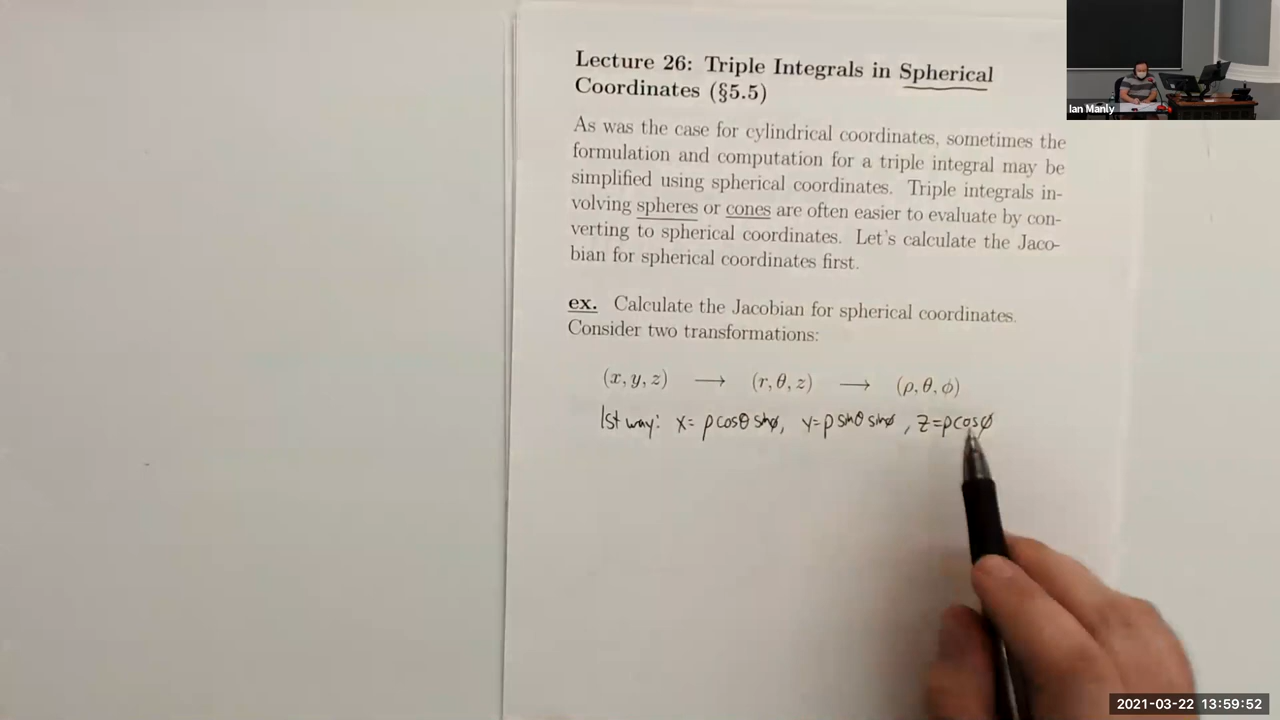 Lecture 26: Triple Integrals in Spherical
Coordinates (§5.5)
As was the case for cylindrical coordinates, sometimes the
formulation and computation for a triple integral may be
simplified using spherical coordinates. Triple integrals in-
volving spheres or cones are often easier to evaluate by con-
verting to spherical coordinates. Let's calculate the Jaco-
bian for spherical coordinates first.
ex. Calculate the Jacobian for spherical coordinates.
Consider two transformations:
(x, y, z) ⟶ (r, θ, z) ⟶ (ρ, θ, ϕ)
1st way: x= ρcosθ sinϕ, y=ρsinθ sinϕ, z=ρcosϕ
Ian Manly
2021-03-22 13:59:52